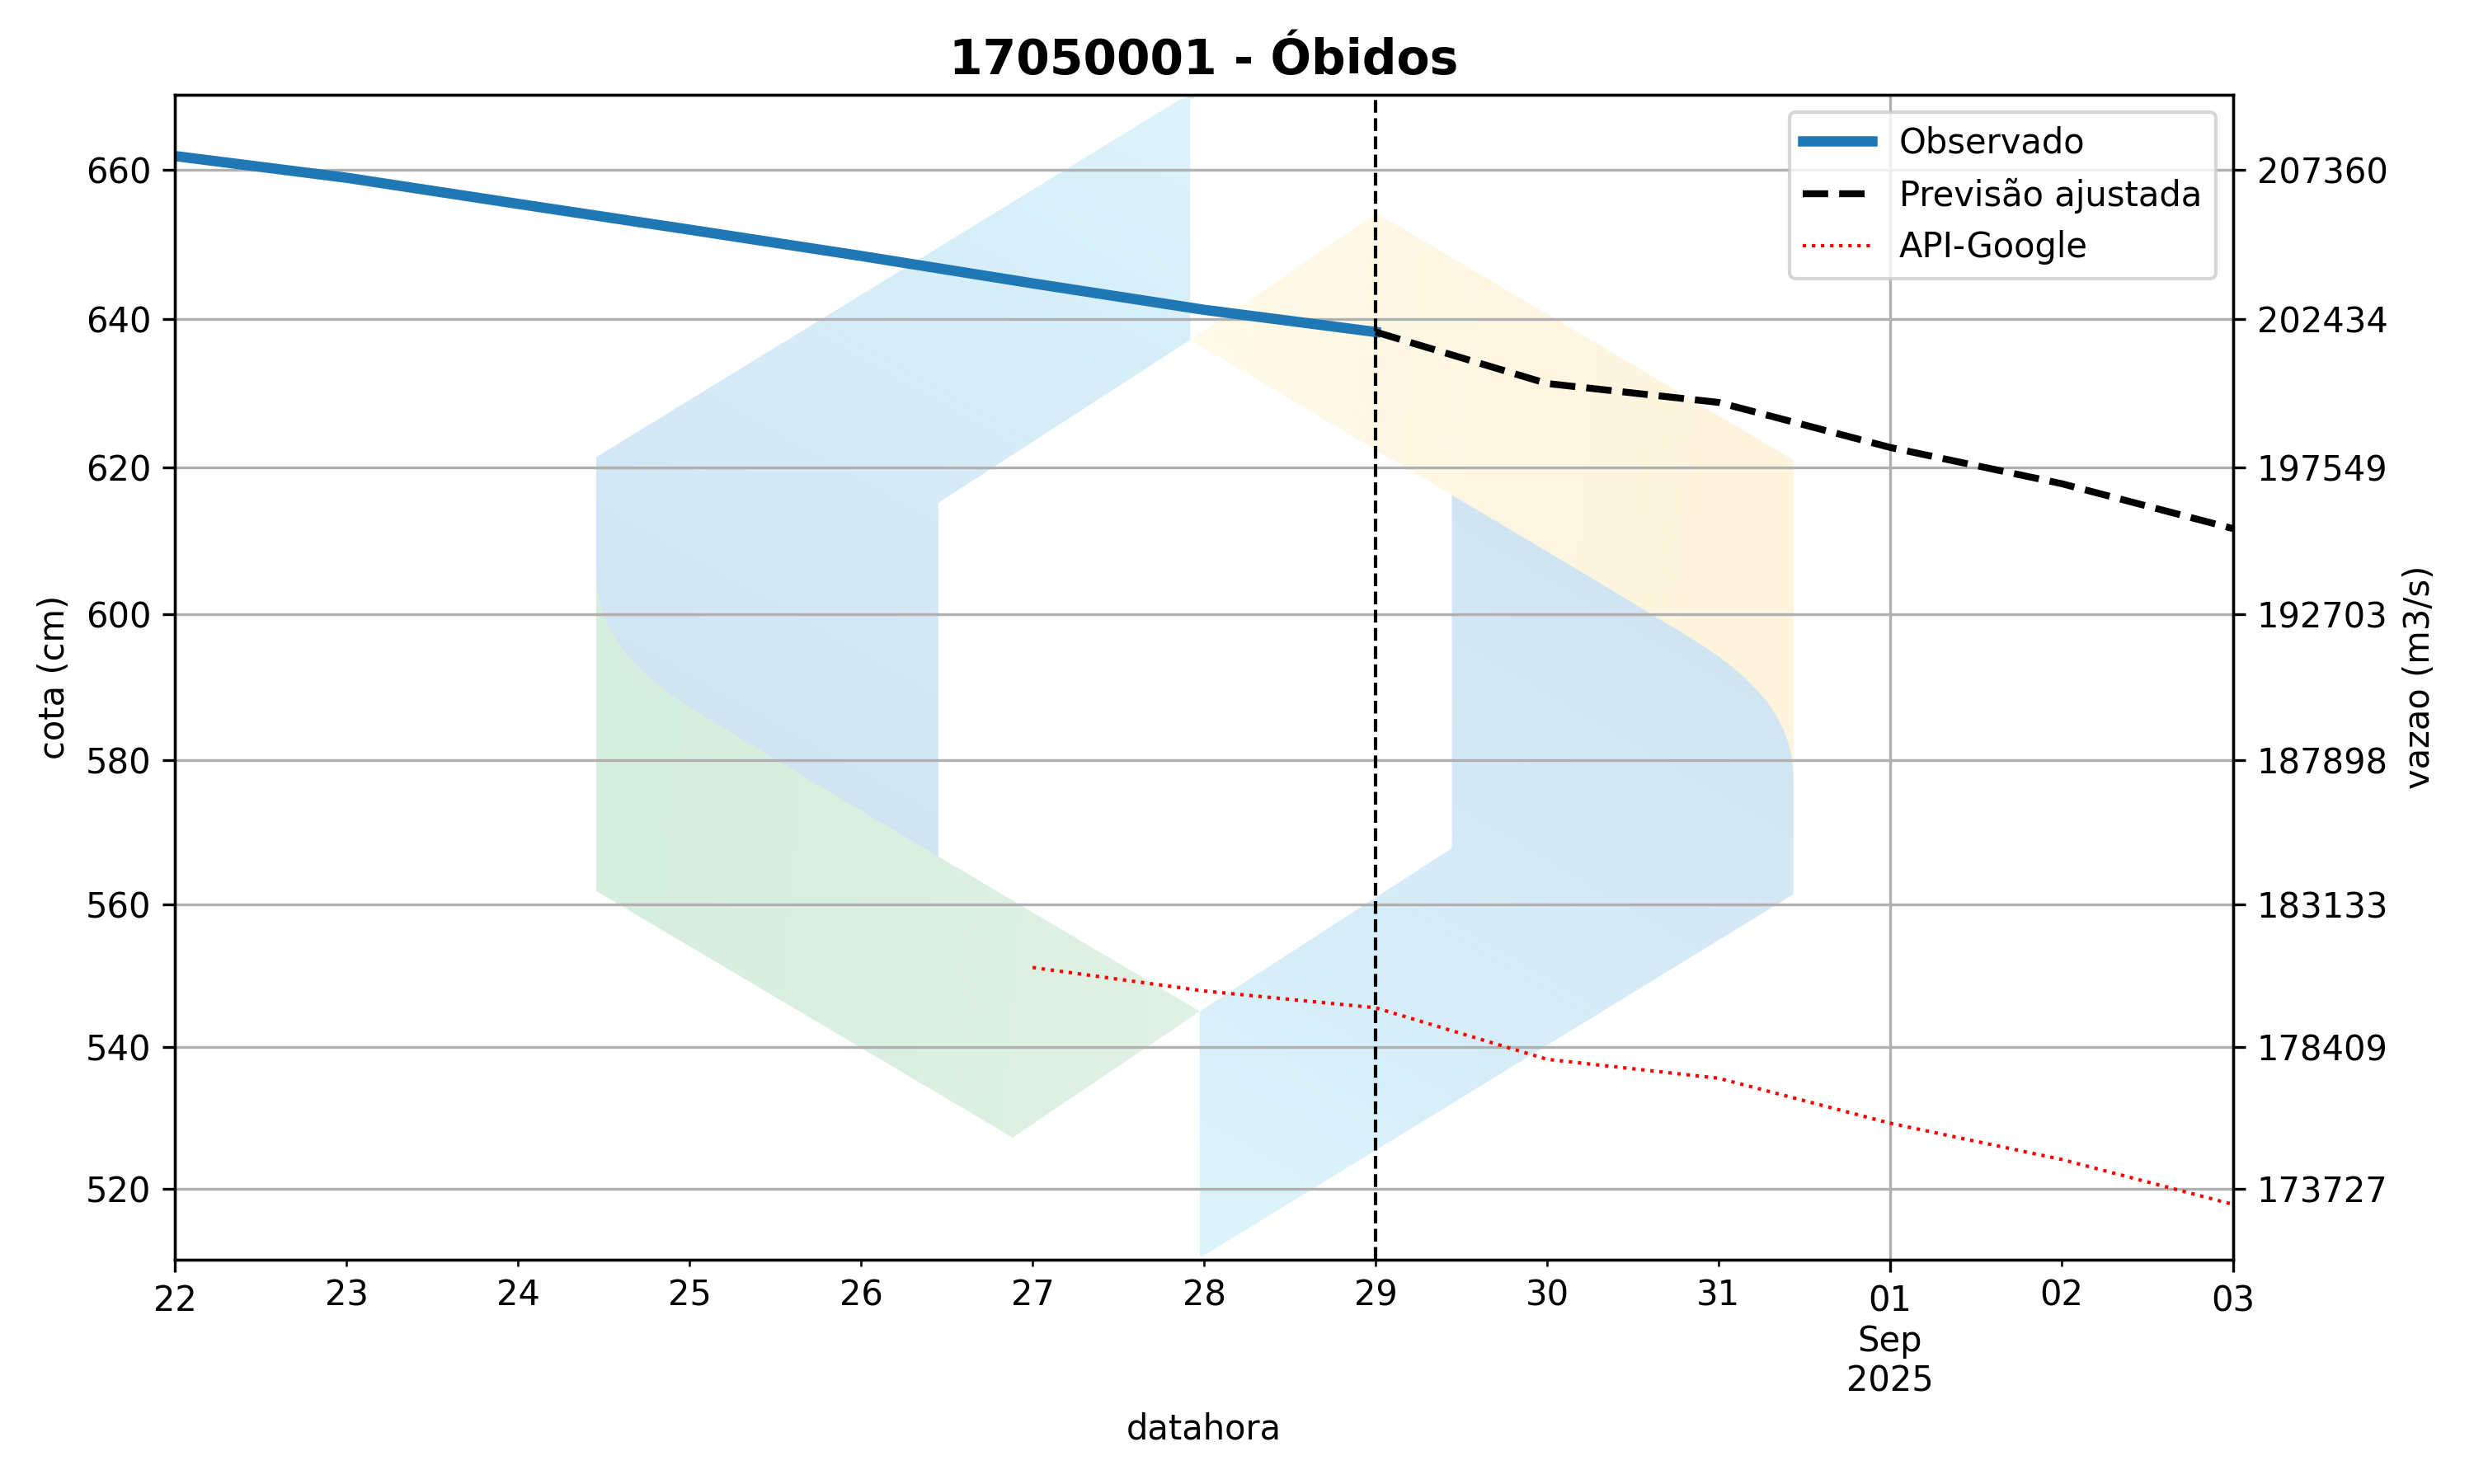 17050001 - Óbidos
Observado
Previsão ajustada
API-Google
660
640
620
600
580
560
540
520
cota (cm)
207360
202434
197549
192703
187898
183133
178409
173727
vazao (m3/s)
22 23 24 25 26 27 28 29 30 31 01 02 03
Sep
2025
datahora